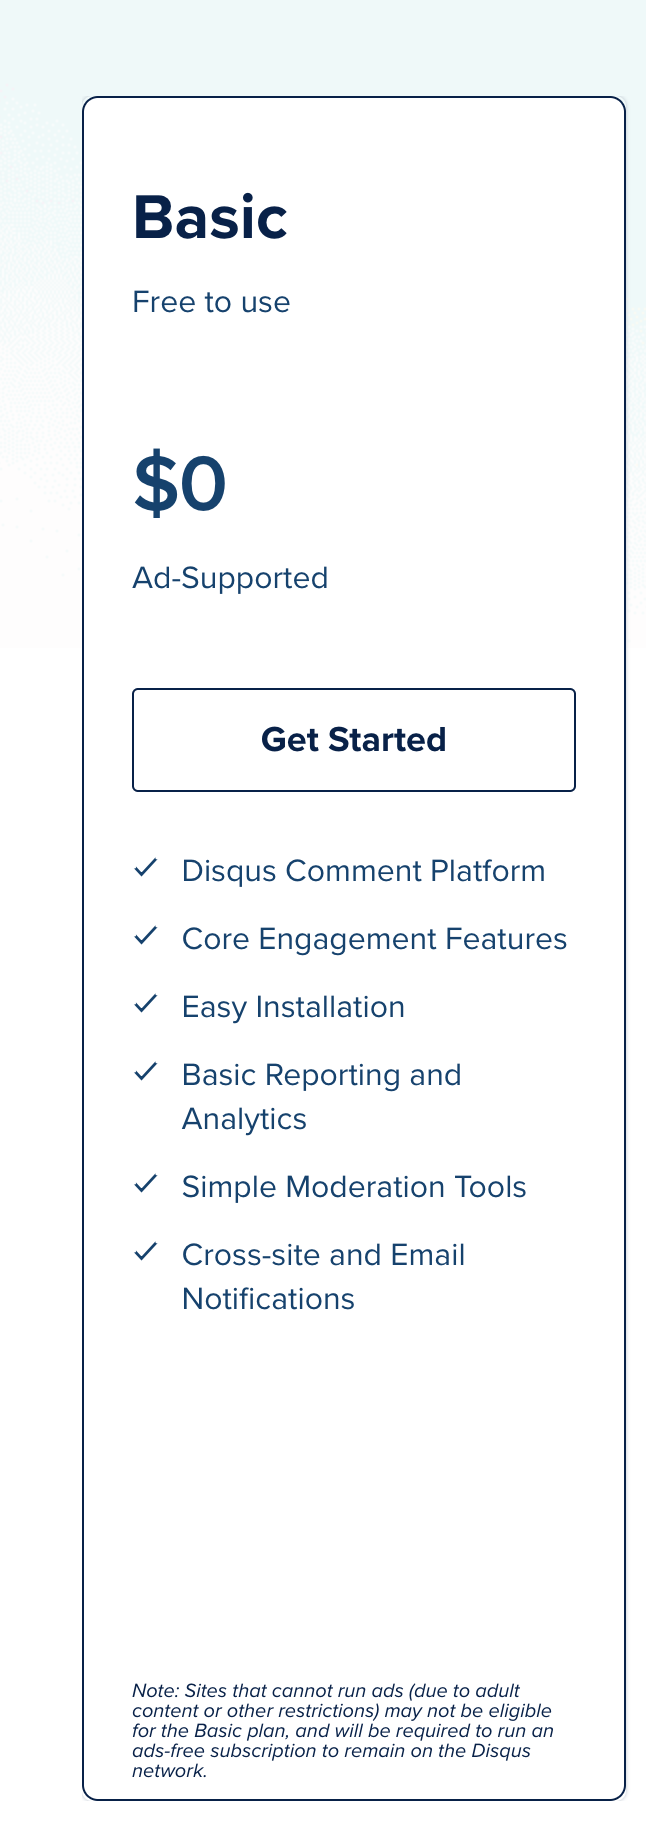 Basic
Free to use
$0
Ad-Supported
Get Started
Disqus Comment Platform
Core Engagement Features
Easy Installation
Basic Reporting and
Analytics
Simple Moderation Tools
Cross-site and Email
Notifications
Note: Sites that cannot run ads (due to adult
content or other restrictions) may not be eligible
for the Basic plan, and will be required to run an
ads-free subscription to remain on the Disqus
network.